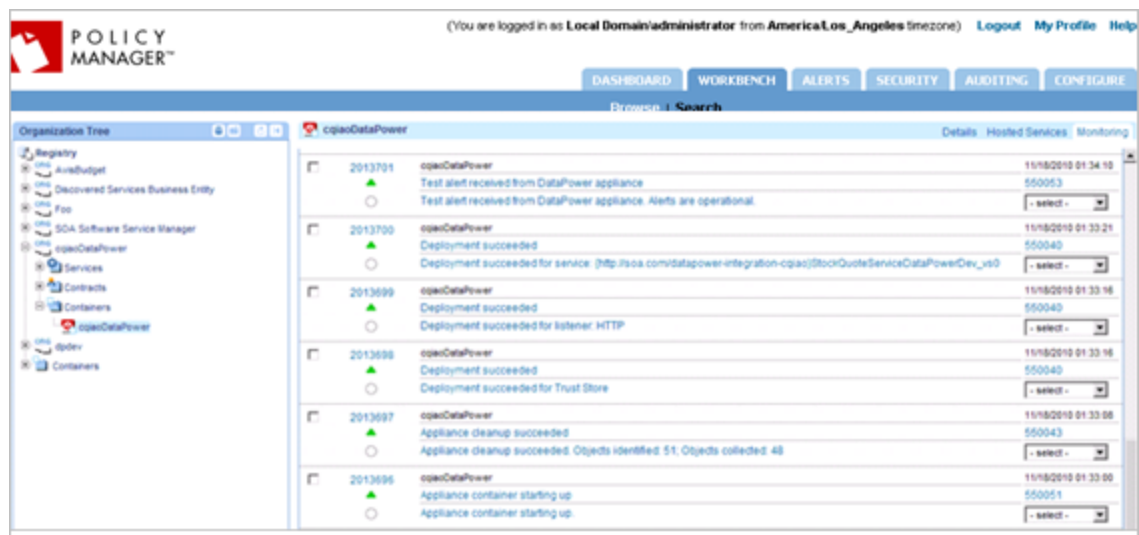 POLICY
MANAGER™
(You are logged in as Local Domain\administrator from America/Los_Angeles timezone) Logout My Profile Help
DASHBOARD WORKBENCH ALERTS SECURITY AUDITING CONFIGURE
Browse | Search
Organization Tree
Registry
AvisBudget
Discovered Services Business Entity
Foo
SOA Software Service Manager
cqiaoDataPower
Services
Contracts
Containers
cqiaoDataPower
dpdev
Containers
cqiaoDataPower Details Hosted Services Monitoring
2013701 cqiaoDataPower 11/18/2010 01:34:10
Test alert received from DataPower appliance 550053
Test alert received from DataPower appliance. Alerts are operational. - select -
2013700 cqiaoDataPower 11/18/2010 01:33:21
Deployment succeeded 550040
Deployment succeeded for service: {http://soa.com/datapower-integration-cqiao}StockQuoteServiceDataPowerDev_vs0 - select -
2013699 cqiaoDataPower 11/18/2010 01:33:16
Deployment succeeded 550040
Deployment succeeded for listener: HTTP - select -
2013698 cqiaoDataPower 11/18/2010 01:33:16
Deployment succeeded 550040
Deployment succeeded for Trust Store - select -
2013697 cqiaoDataPower 11/18/2010 01:33:08
Appliance cleanup succeeded 550043
Appliance cleanup succeeded. Objects identified: 51; Objects collected: 48 - select -
2013696 cqiaoDataPower 11/18/2010 01:33:00
Appliance container starting up 550051
Appliance container starting up. - select -